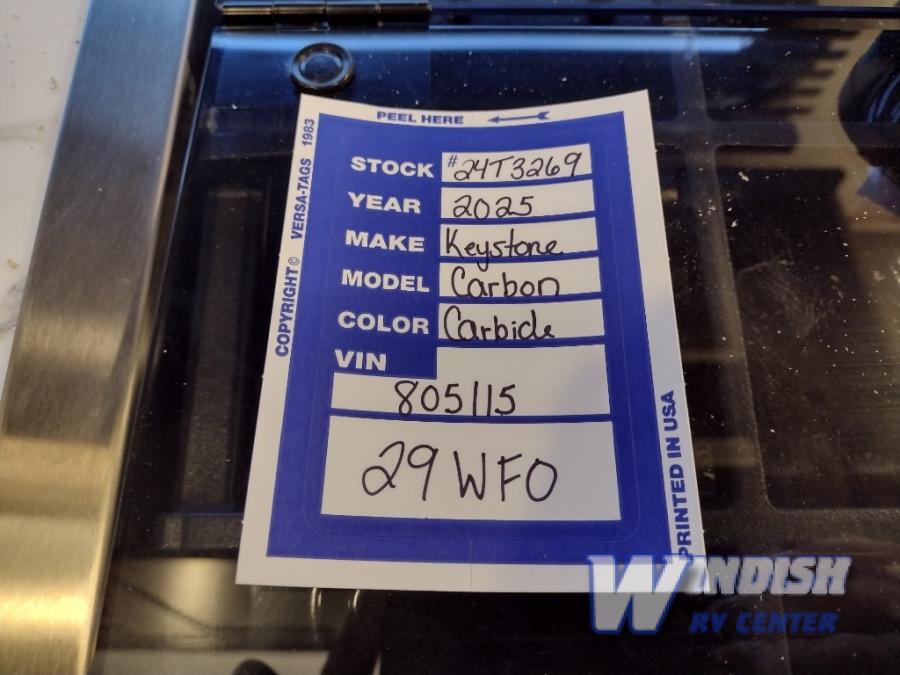 PEEL HERE
COPYRIGHT © VERSA-TAGS 1983
STOCK #24T3269
YEAR 2025
MAKE Keystone
MODEL Carbon
COLOR Carbide
VIN
805115
29 WFO
PRINTED IN USA
WINDISH
RV CENTER